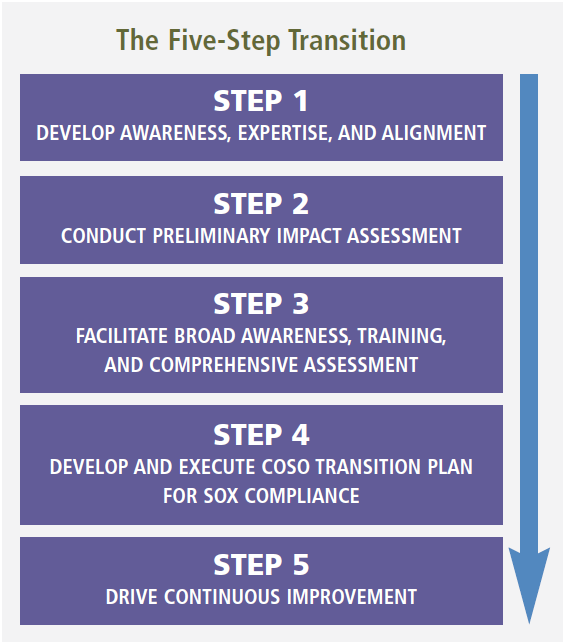 The Five-Step Transition
STEP 1
DEVELOP AWARENESS, EXPERTISE, AND ALIGNMENT
STEP 2
CONDUCT PRELIMINARY IMPACT ASSESSMENT
STEP 3
FACILITATE BROAD AWARENESS, TRAINING,
AND COMPREHENSIVE ASSESSMENT
STEP 4
DEVELOP AND EXECUTE COSO TRANSITION PLAN
FOR SOX COMPLIANCE
STEP 5
DRIVE CONTINUOUS IMPROVEMENT